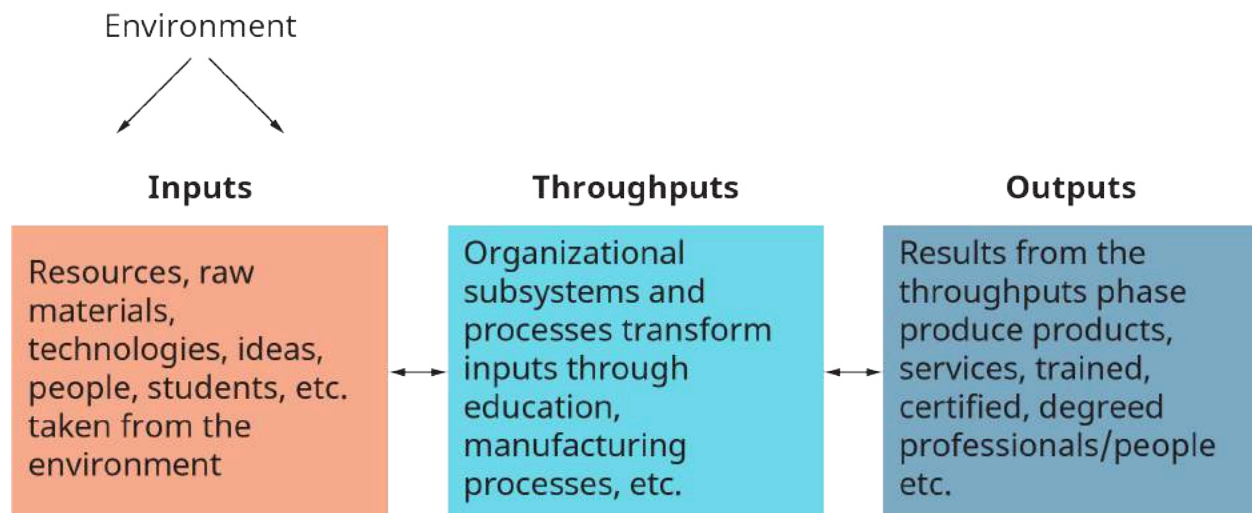 Environment
Inputs
Resources, raw
materials,
technologies, ideas,
people, students, etc.
taken from the
environment
Throughputs
Organizational
subsystems and
processes transform
inputs through
education,
manufacturing
processes, etc.
Outputs
Results from the
throughputs phase
produce products,
services, trained,
certified, degreed
professionals/people
etc.